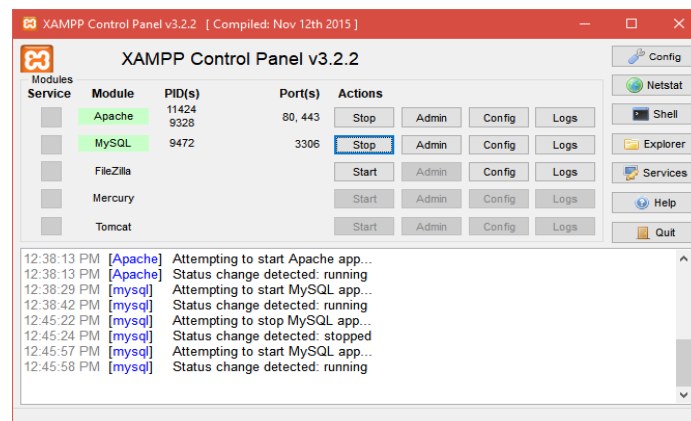 XAMPP Control Panel v3.2.2 [ Compiled: Nov 12th 2015 ]
XAMPP Control Panel v3.2.2
Config
Modules
Service Module PID(s) Port(s) Actions
Netstat
Apache 11424 9328 80, 443 Stop Admin Config Logs
Shell
MySQL 9472 3306 Stop Admin Config Logs
Explorer
FileZilla Start Admin Config Logs
Services
Mercury Start Admin Config Logs
Help
Tomcat Start Admin Config Logs
Quit
12:38:13 PM [Apache] Attempting to start Apache app...
12:38:13 PM [Apache] Status change detected: running
12:38:29 PM [mysql] Attempting to start MySQL app...
12:38:42 PM [mysql] Status change detected: running
12:45:22 PM [mysql] Attempting to stop MySQL app...
12:45:24 PM [mysql] Status change detected: stopped
12:45:57 PM [mysql] Attempting to start MySQL app...
12:45:58 PM [mysql] Status change detected: running